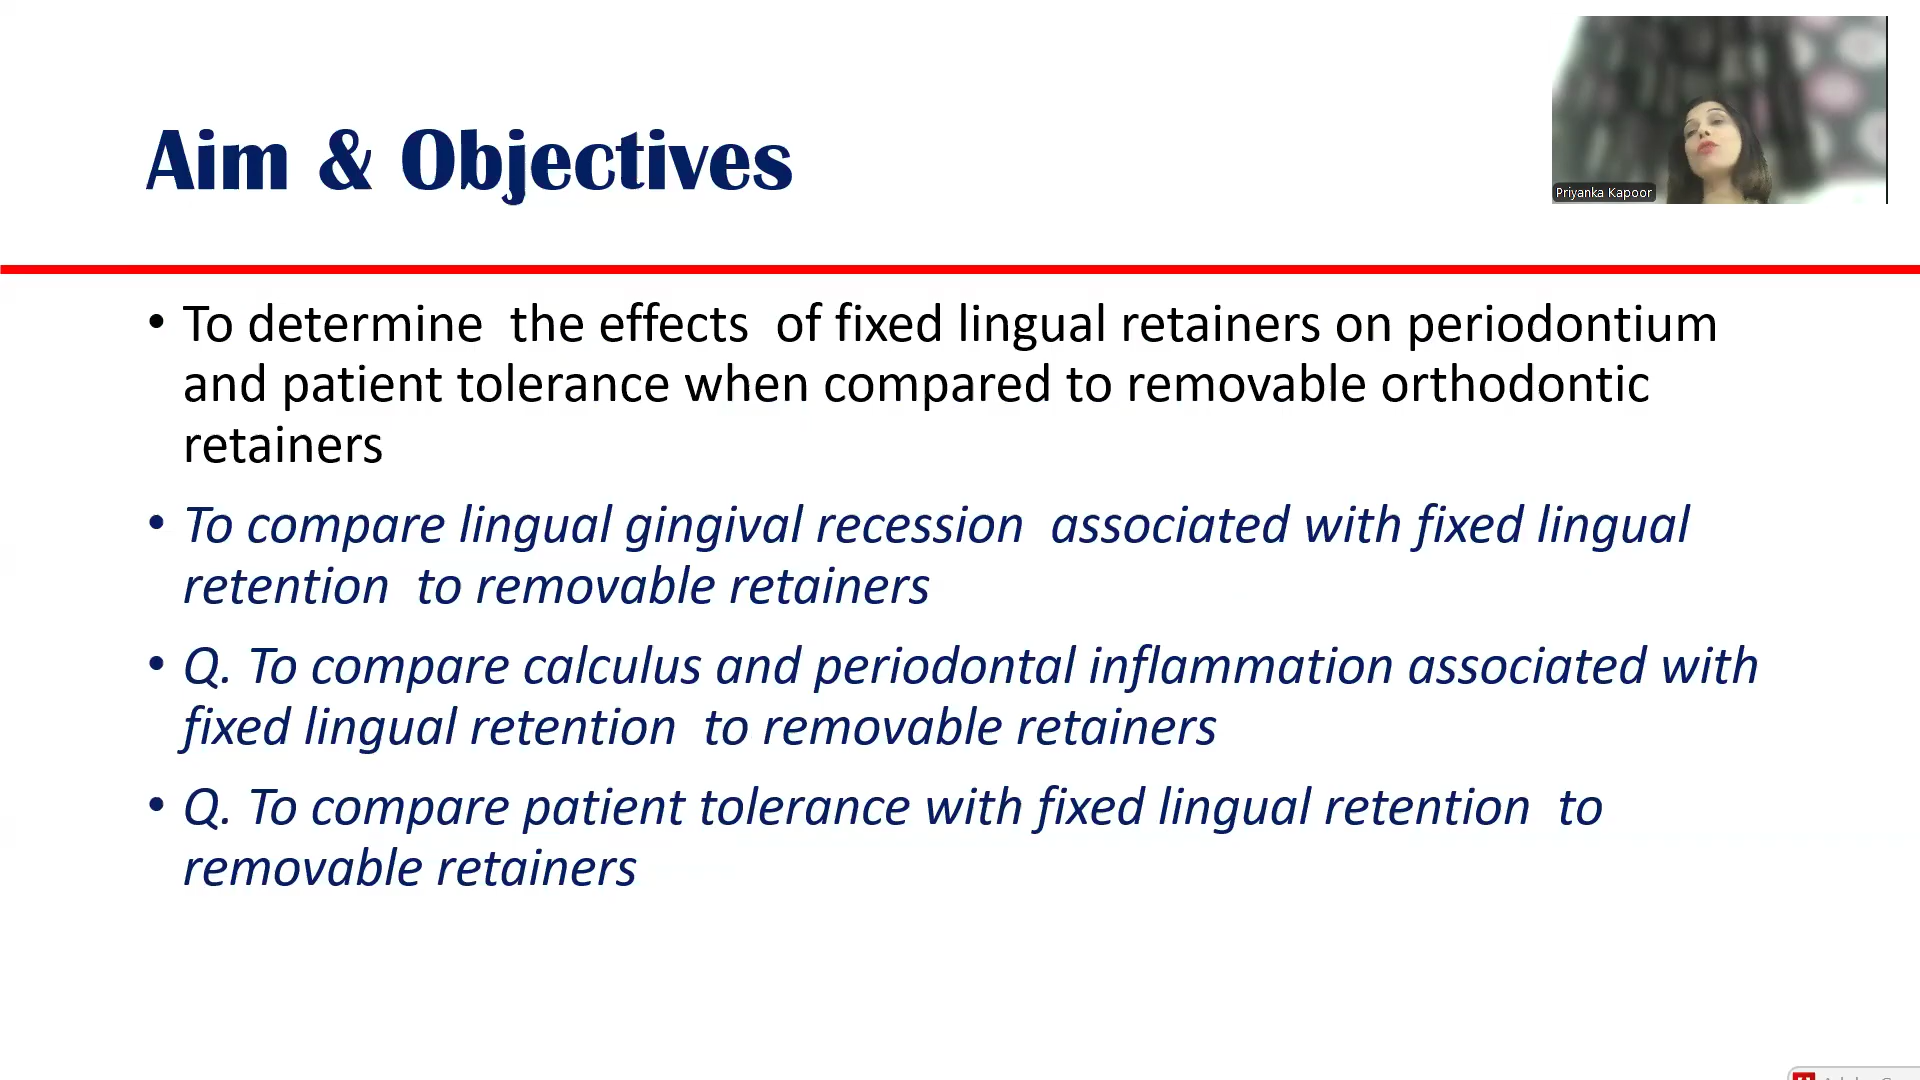 Aim & Objectives
Priyanka Kapoor
• To determine  the effects  of fixed lingual retainers on periodontium
and patient tolerance when compared to removable orthodontic
retainers
• To compare lingual gingival recession  associated with fixed lingual
retention  to removable retainers
• Q. To compare calculus and periodontal inflammation associated with
fixed lingual retention  to removable retainers
• Q. To compare patient tolerance with fixed lingual retention  to
removable retainers